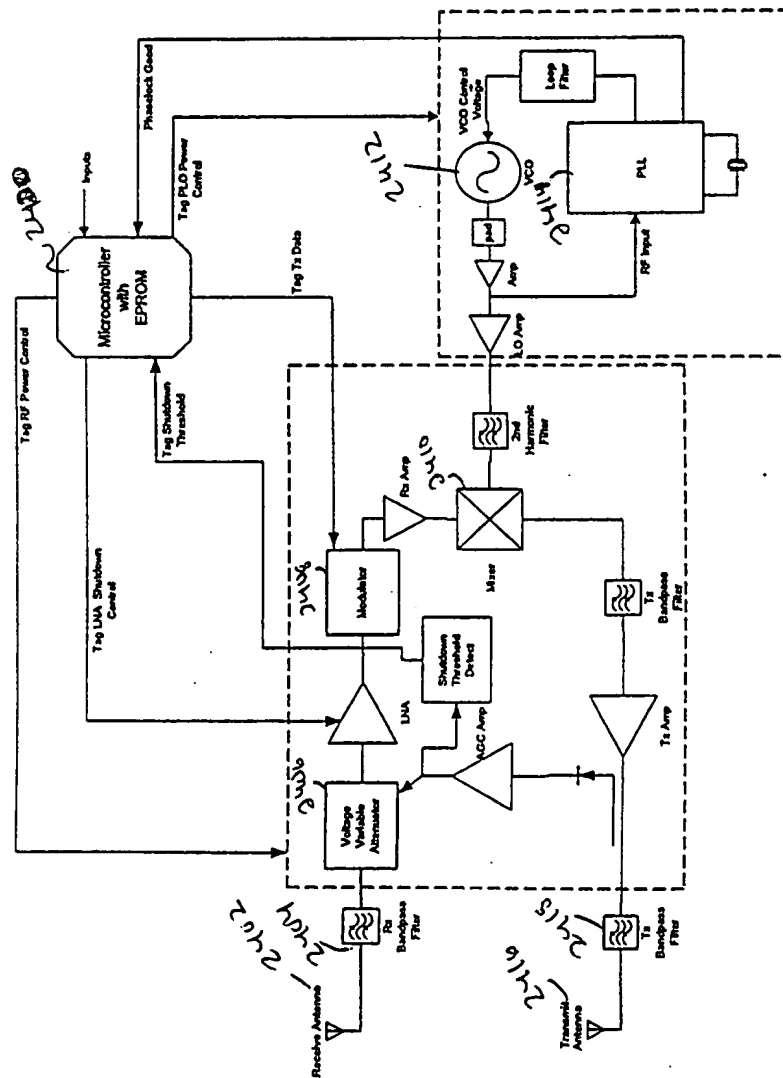 Tag RF Power Control
Tag LNA Shutdown
Control
Tag Shutdown
Threshold
Microcontroller
with
EPROM
Inputs
Phaselock Good
Tag PLO Power
Control
Tag Tx Data
Receive Antenna
2402
2404
Rx
Bandpass
Filter
Voltage
Variable
Attenuator
2406
LNA
Modulator
2408
Rx Amp
Shutdown
Threshold
Detect
AGC Amp
2410
Mixer
2nd
Harmonic
Filter
LO Amp
Amp
pad
VCO
2412
VCO Control
Voltage
Loop
Filter
PLL
2414
RF Input
Tx
Bandpass
Filter
Tx Amp
Tx
Bandpass
Filter
2415
2416
Transmit
Antenna